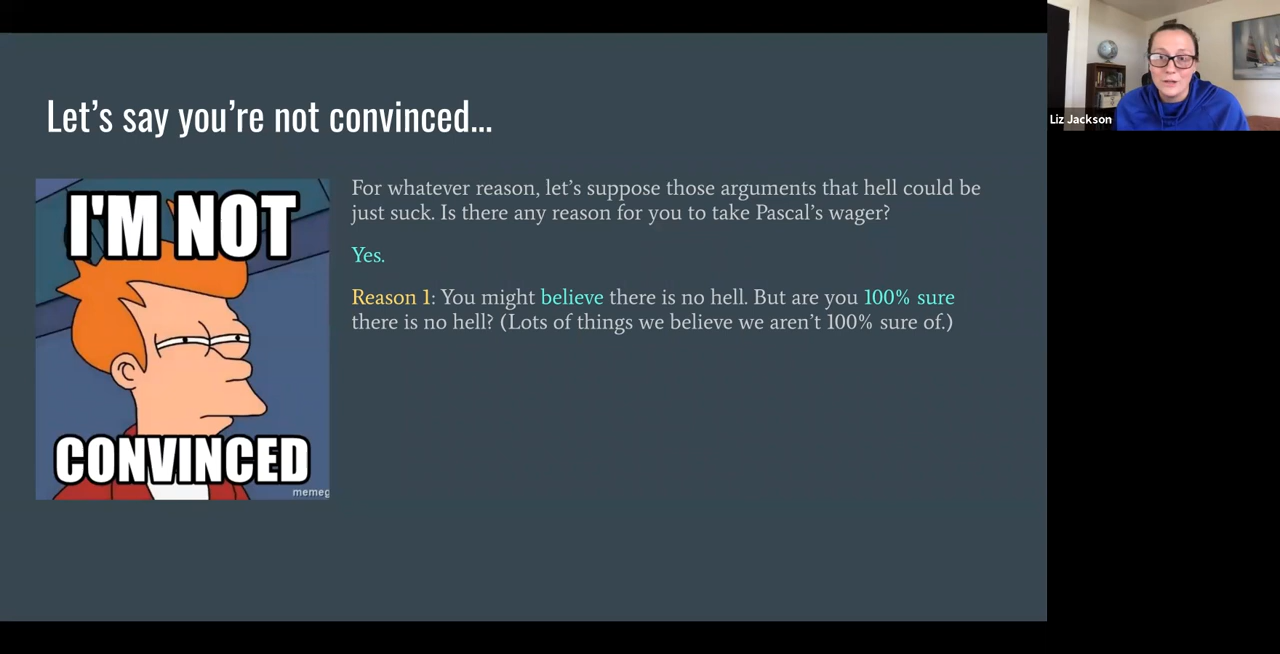 Let’s say you’re not convinced...
I'M NOT
CONVINCED
memeg
For whatever reason, let’s suppose those arguments that hell could be
just suck. Is there any reason for you to take Pascal’s wager?
Yes.
Reason 1: You might believe there is no hell. But are you 100% sure
there is no hell? (Lots of things we believe we aren’t 100% sure of.)
Liz Jackson